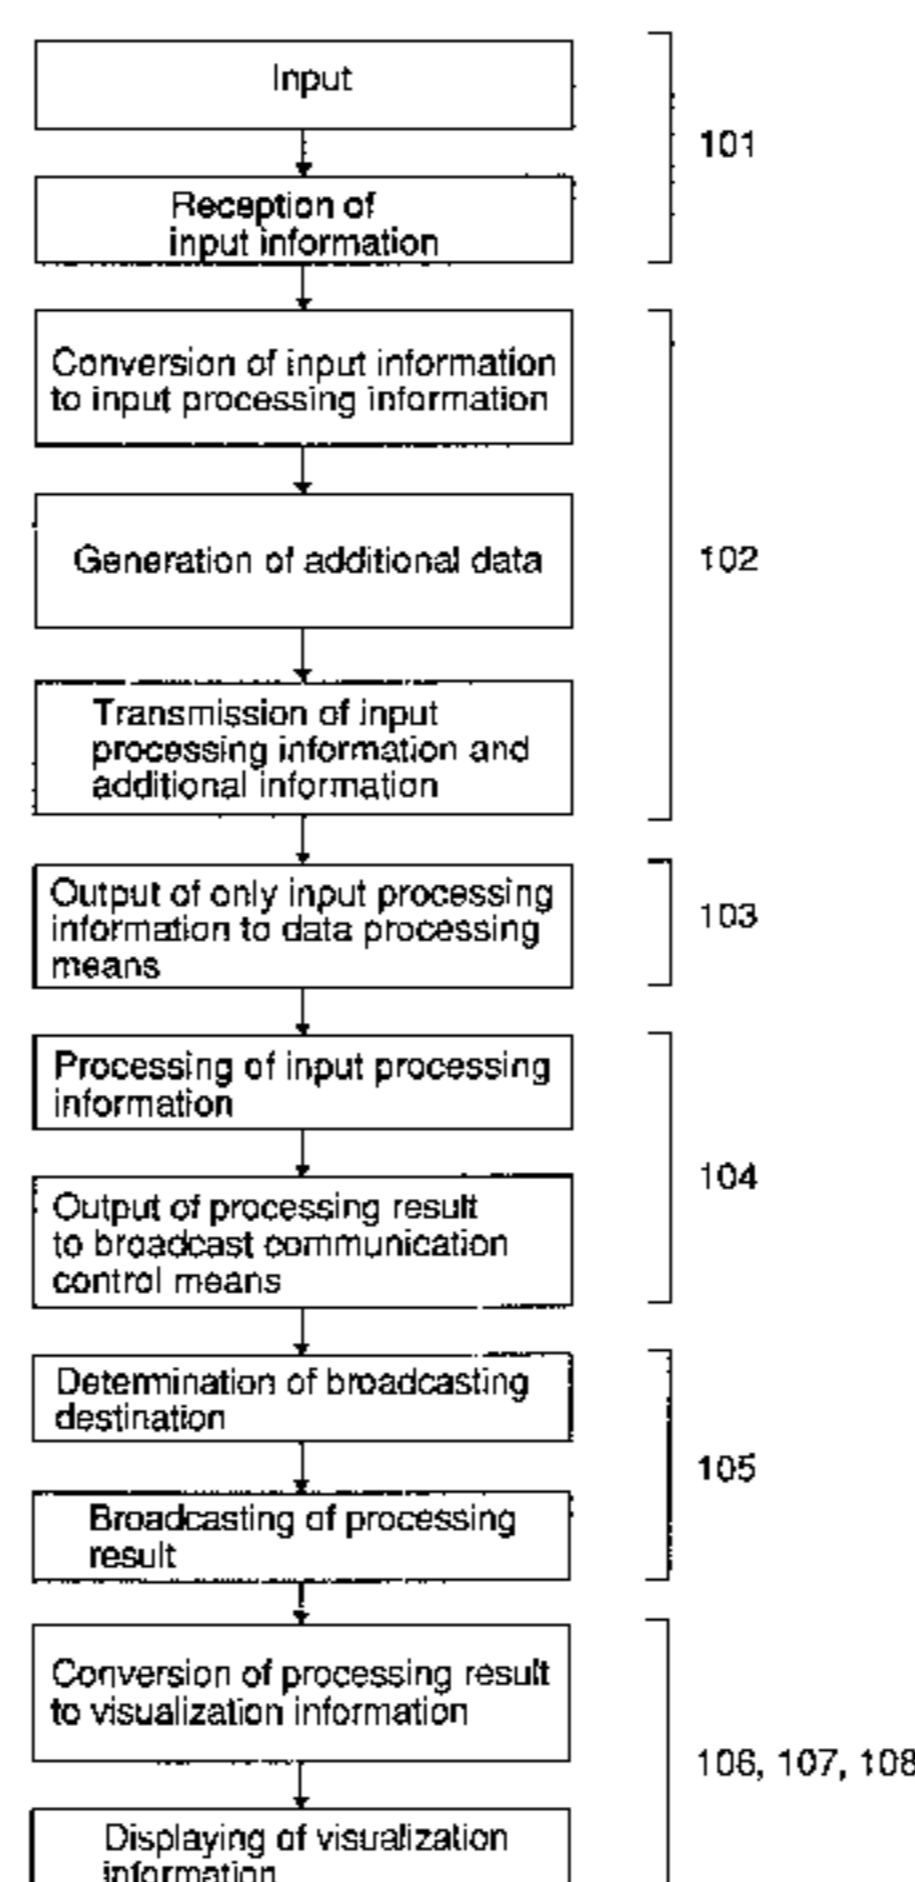 Input
101
Reception of
input information
Conversion of input information
to input processing information
Generation of additional data
102
Transmission of input
processing information and
additional information
Output of only input processing
information to data processing
means
103
Processing of input processing
information
104
Output of processing result
to broadcast communication
control means
Determination of broadcasting
destination
105
Broadcasting of processing
result
Conversion of processing result
to visualization information
106, 107, 108
Displaying of visualization
information